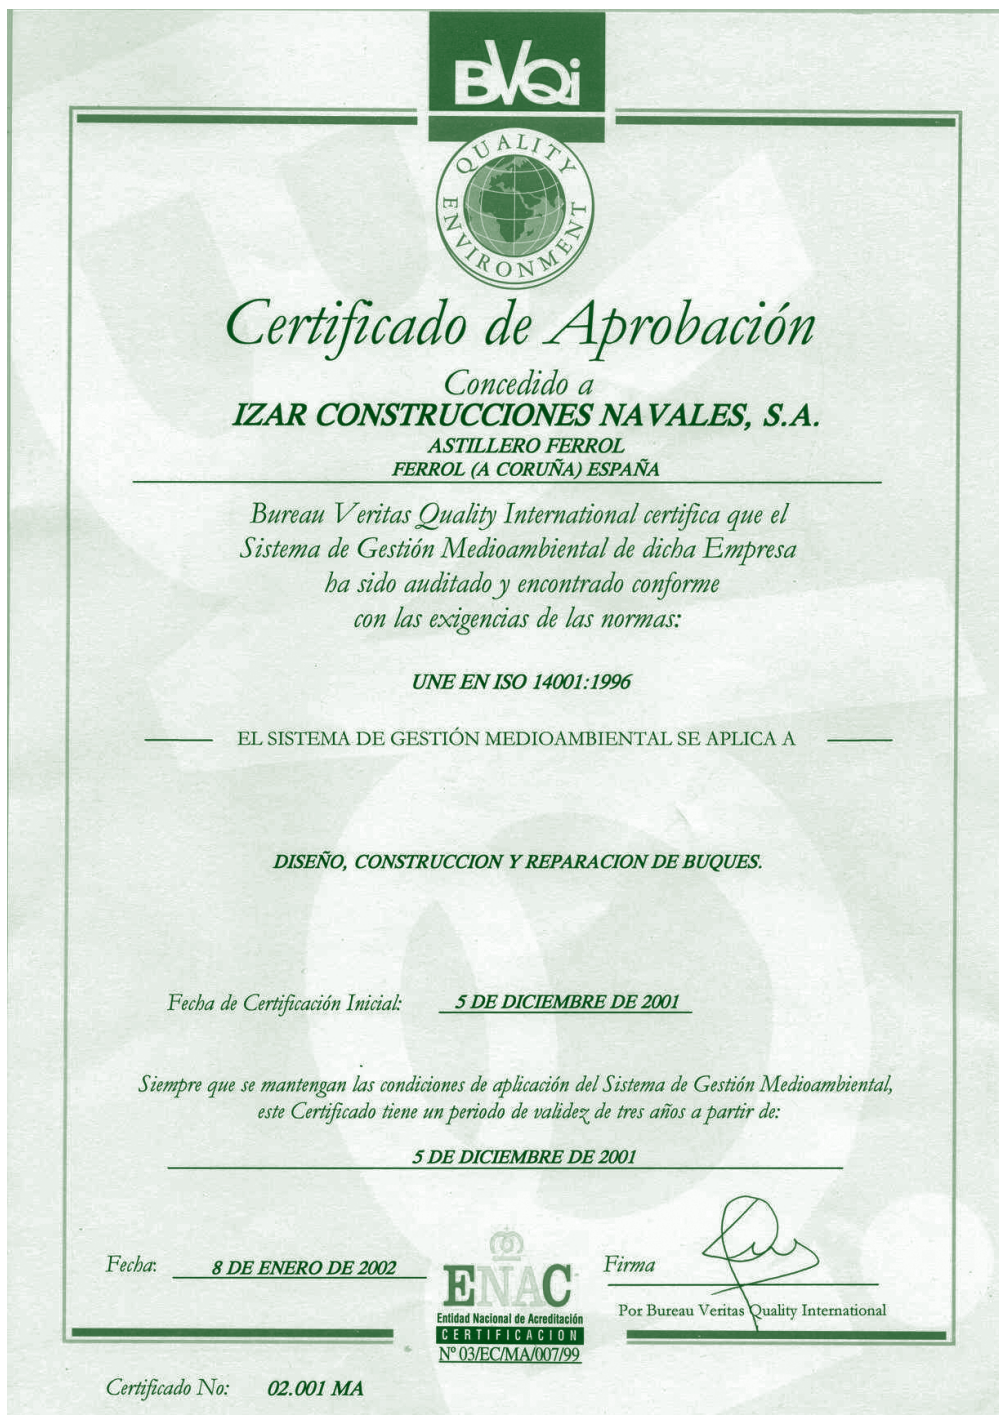 BVQi
QUALITY
ENVIRONMENT
Certificado de Aprobación
Concedido a
IZAR CONSTRUCCIONES NAVALES, S.A.
ASTILLERO FERROL
FERROL (A CORUÑA) ESPAÑA
Bureau Veritas Quality International certifica que el
Sistema de Gestión Medioambiental de dicha Empresa
ha sido auditado y encontrado conforme
con las exigencias de las normas:
UNE EN ISO 14001:1996
EL SISTEMA DE GESTIÓN MEDIOAMBIENTAL SE APLICA A
DISEÑO, CONSTRUCCION Y REPARACION DE BUQUES.
Fecha de Certificación Inicial: 5 DE DICIEMBRE DE 2001
Siempre que se mantengan las condiciones de aplicación del Sistema de Gestión Medioambiental,
este Certificado tiene un periodo de validez de tres años a partir de:
5 DE DICIEMBRE DE 2001
Fecha: 8 DE ENERO DE 2002
ENAC
Entidad Nacional de Acreditación
CERTIFICACION
Nº 03/EC/MA/007/99
Firma
Por Bureau Veritas Quality International
Certificado No: 02.001 MA